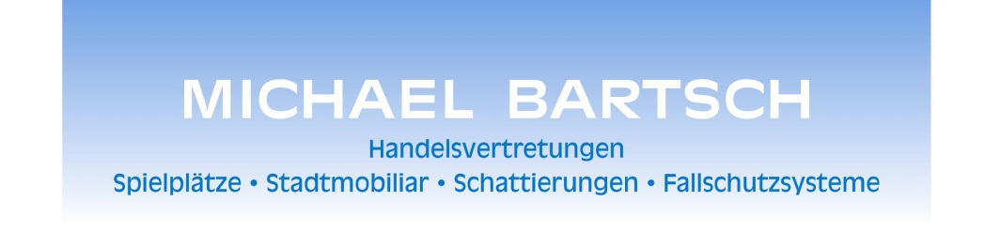 MICHAEL BARTSCH
Handelsvertretungen
Spielplätze • Stadtmobiliar • Schattierungen • Fallschutzsysteme